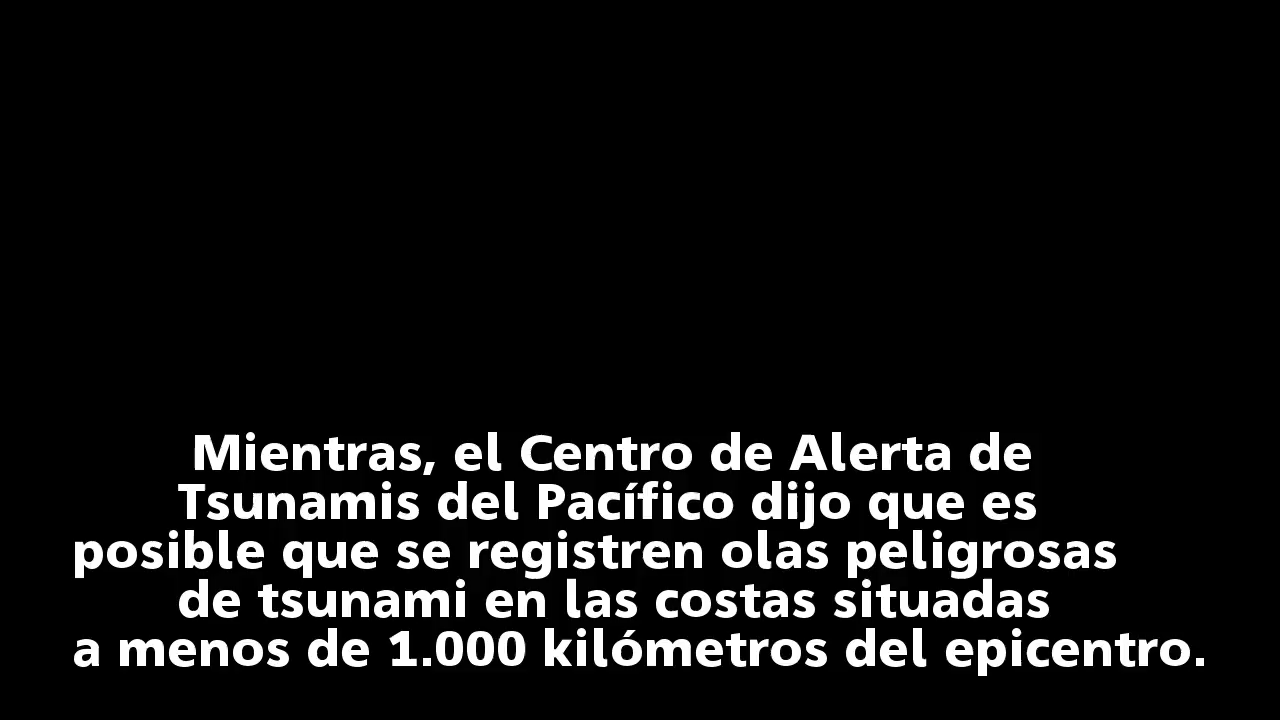 Mientras, el Centro de Alerta de
Tsunamis del Pacífico dijo que es
posible que se registren olas peligrosas
de tsunami en las costas situadas
a menos de 1.000 kilómetros del epicentro.